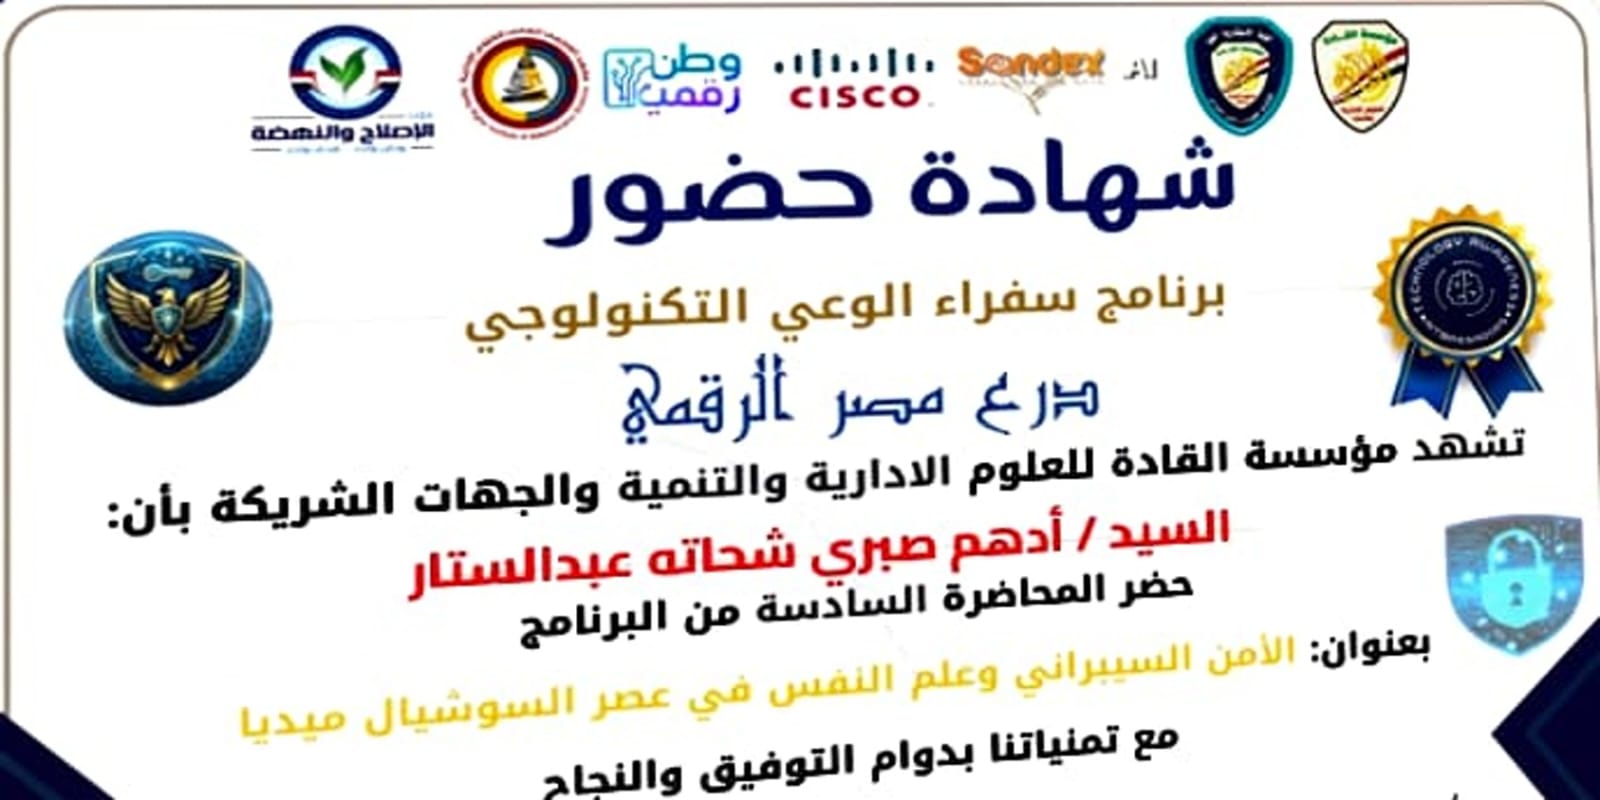 الإصلاح والنهضة
وطن
رقمي
CISCO
Sandex
AI
شهادة حضور
برنامج سفراء الوعي التكنولوجي
درع مصر الرقمي
تشهد مؤسسة القادة للعلوم الادارية والتنمية والجهات الشريكة بأن:
السيد / أدهم صبري شحاته عبدالستار
حضر المحاضرة السادسة من البرنامج
بعنوان: الأمن السيبراني وعلم النفس في عصر السوشيال ميديا
مع تمنياتنا بدوام التوفيق والنجاح